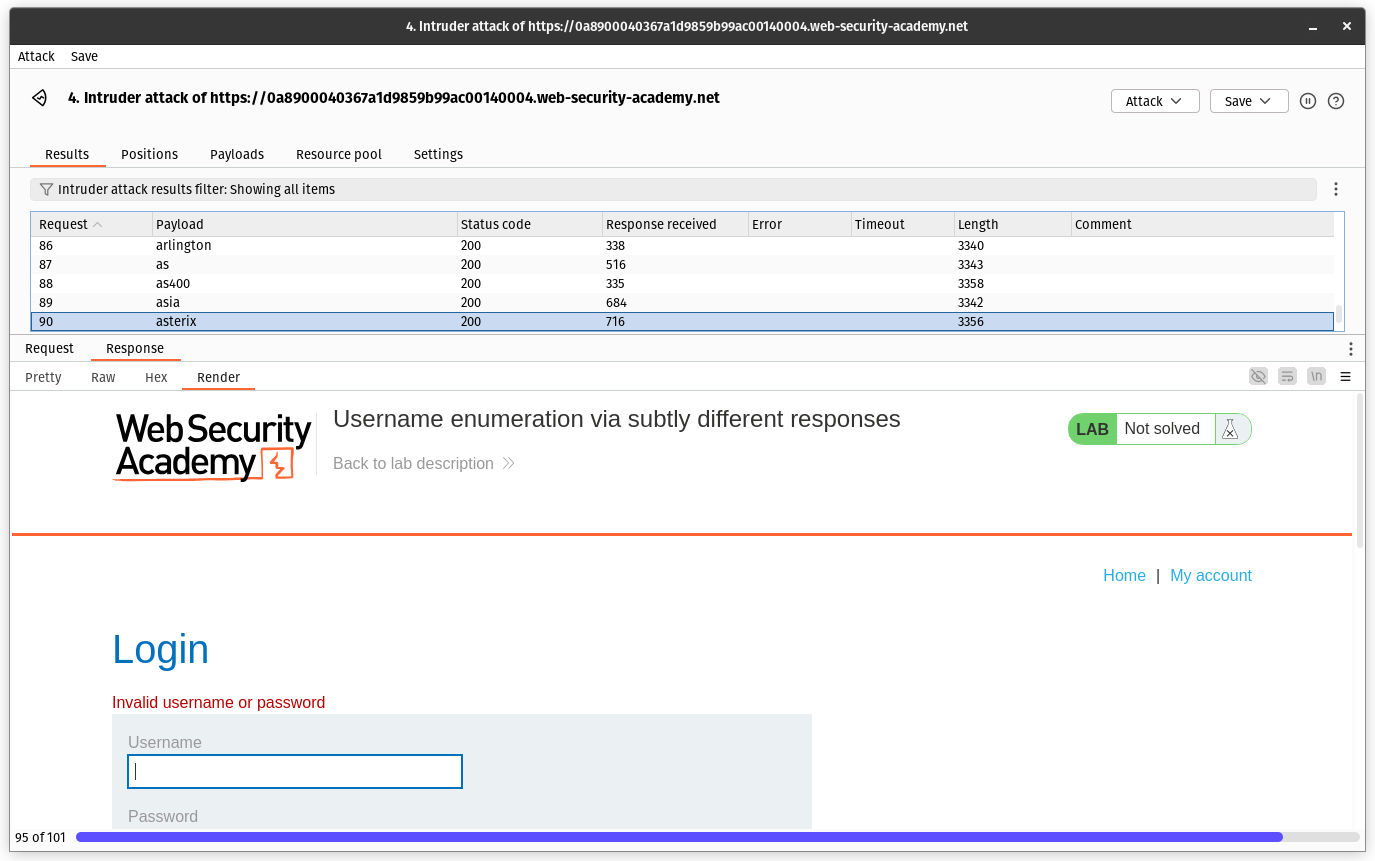 4. Intruder attack of https://0a8900040367a1d9859b99ac00140004.web-security-academy.net
Attack Save
4. Intruder attack of https://0a8900040367a1d9859b99ac00140004.web-security-academy.net
Attack Save
Results Positions Payloads Resource pool Settings
Intruder attack results filter: Showing all items
Request Payload Status code Response received Error Timeout Length Comment
86 arlington 200 338 3340
87 as 200 516 3343
88 as400 200 335 3358
89 asia 200 684 3342
90 asterix 200 716 3356
Request Response
Pretty Raw Hex Render \n
Web Security Academy
Username enumeration via subtly different responses
Back to lab description
LAB Not solved
Home | My account
Login
Invalid username or password
Username
Password
95 of 101